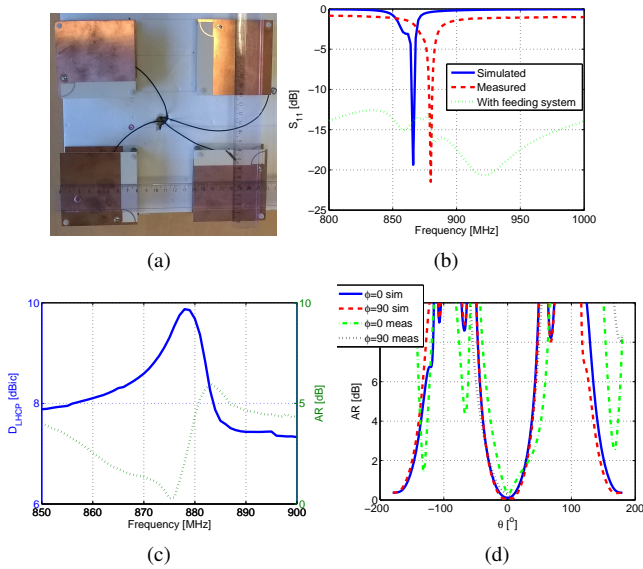 0
−5
−10
−15
−20
−25
S11 [dB]
Simulated
Measured
With feeding system
800
850
900
950
1000
Frequency [MHz]
(a)
(b)
10
8
6
D_LHCP [dBic]
10
5
0
AR [dB]
850
860
870
880
890
900
Frequency [MHz]
ϕ=0 sim
ϕ=90 sim
ϕ=0 meas
ϕ=90 meas
8
6
4
2
0
AR [dB]
−200
−100
0
100
200
θ [°]
(c)
(d)